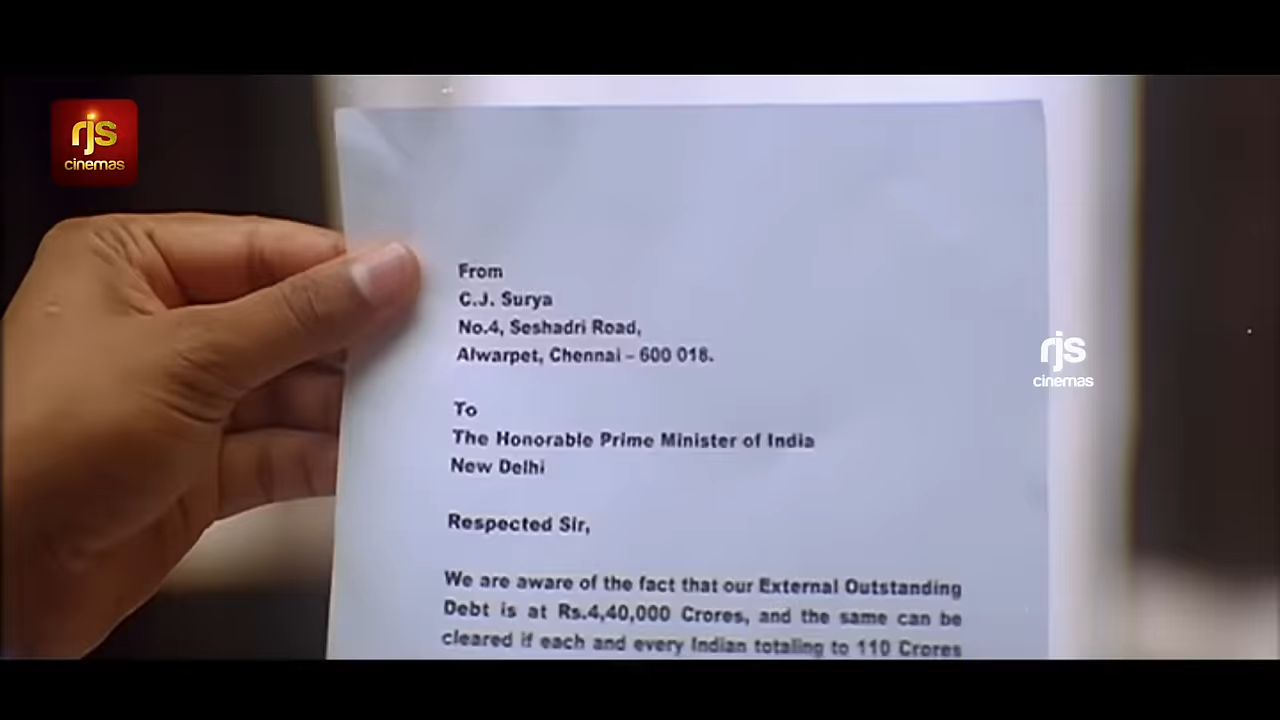 rjs
cinemas
From
C.J. Surya
No.4, Seshadri Road,
Alwarpet, Chennai – 600 018.
To
The Honorable Prime Minister of India
New Delhi
Respected Sir,
We are aware of the fact that our External Outstanding
Debt is at Rs.4,40,000 Crores, and the same can be
cleared if each and every Indian totaling to 110 Crores
rjs
cinemas